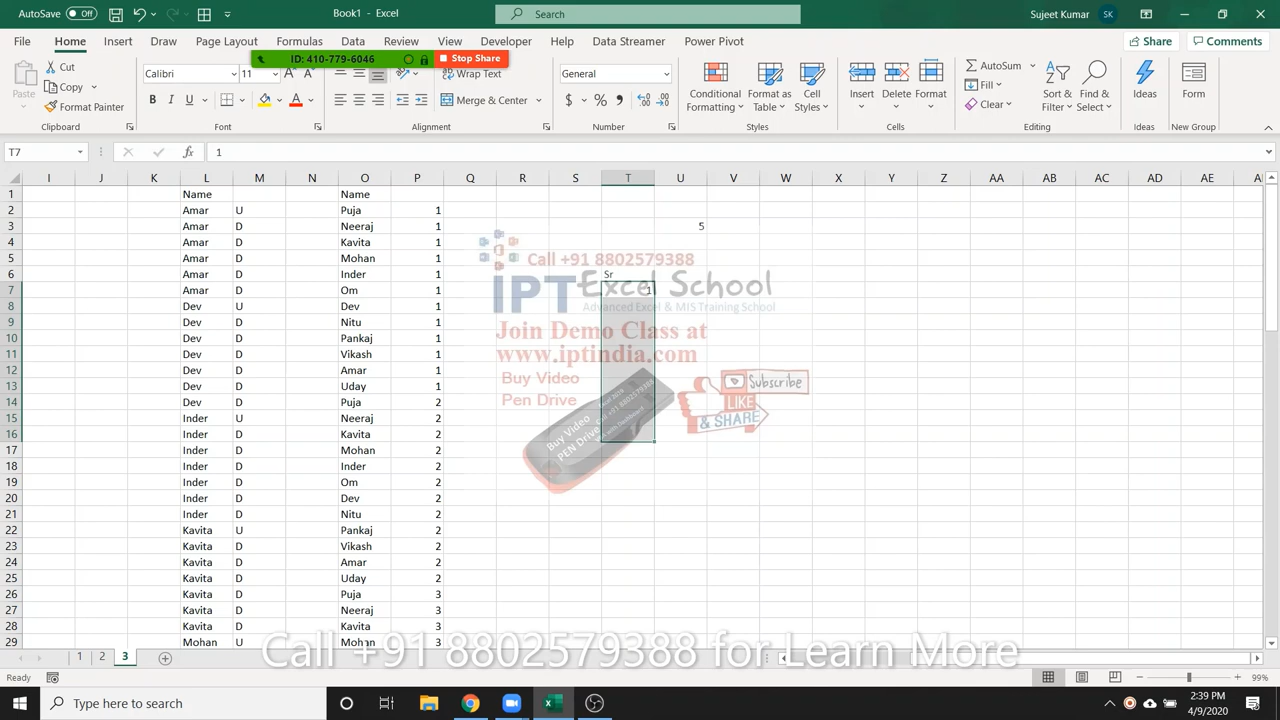 AutoSave Off Book1 - Excel Search Sujeet Kumar SK
File Home Insert Draw Page Layout Formulas Data Review View Developer Help Data Streamer Power Pivot Share Comments
ID: 410-779-6046 Stop Share
Paste Cut Copy Format Painter
Calibri 11 B I U
Wrap Text Merge & Center
General $ % ,
Conditional Formatting Format as Table Cell Styles
Insert Delete Format
AutoSum Fill Clear Sort & Filter Find & Select
Ideas Form
Clipboard Font Alignment Number Styles Cells Editing Ideas New Group
T7 fx 1
I J K L M N O P Q R S T U V W X Y Z AA AB AC AD AE
1 Name Name
2 Amar U Puja 1
3 Amar D Neeraj 1 5
4 Amar D Kavita 1
5 Amar D Mohan 1
6 Amar D Inder 1 Sr
7 Amar D Om 1 1
8 Dev U Dev 1
9 Dev D Nitu 1
10 Dev D Pankaj 1
11 Dev D Vikash 1
12 Dev D Amar 1
13 Dev D Uday 1
14 Dev D Puja 2
15 Inder U Neeraj 2
16 Inder D Kavita 2
17 Inder D Mohan 2
18 Inder D Inder 2
19 Inder D Om 2
20 Inder D Dev 2
21 Inder D Nitu 2
22 Kavita U Pankaj 2
23 Kavita D Vikash 2
24 Kavita D Amar 2
25 Kavita D Uday 2
26 Kavita D Puja 3
27 Kavita D Neeraj 3
28 Kavita D Kavita 3
29 Mohan U Mohan 3
Call +91 8802579388
IPT Excel School
Advanced Excel & MIS Training School
Join Demo Class at
www.iptindia.com
Buy Video
Pen Drive
Buy Video
PEN Drive
Subscribe
LIKE
& SHARE
Call +91 8802579388 for Learn More
1 2 3
Ready 99%
Type here to search
2:39 PM
4/9/2020